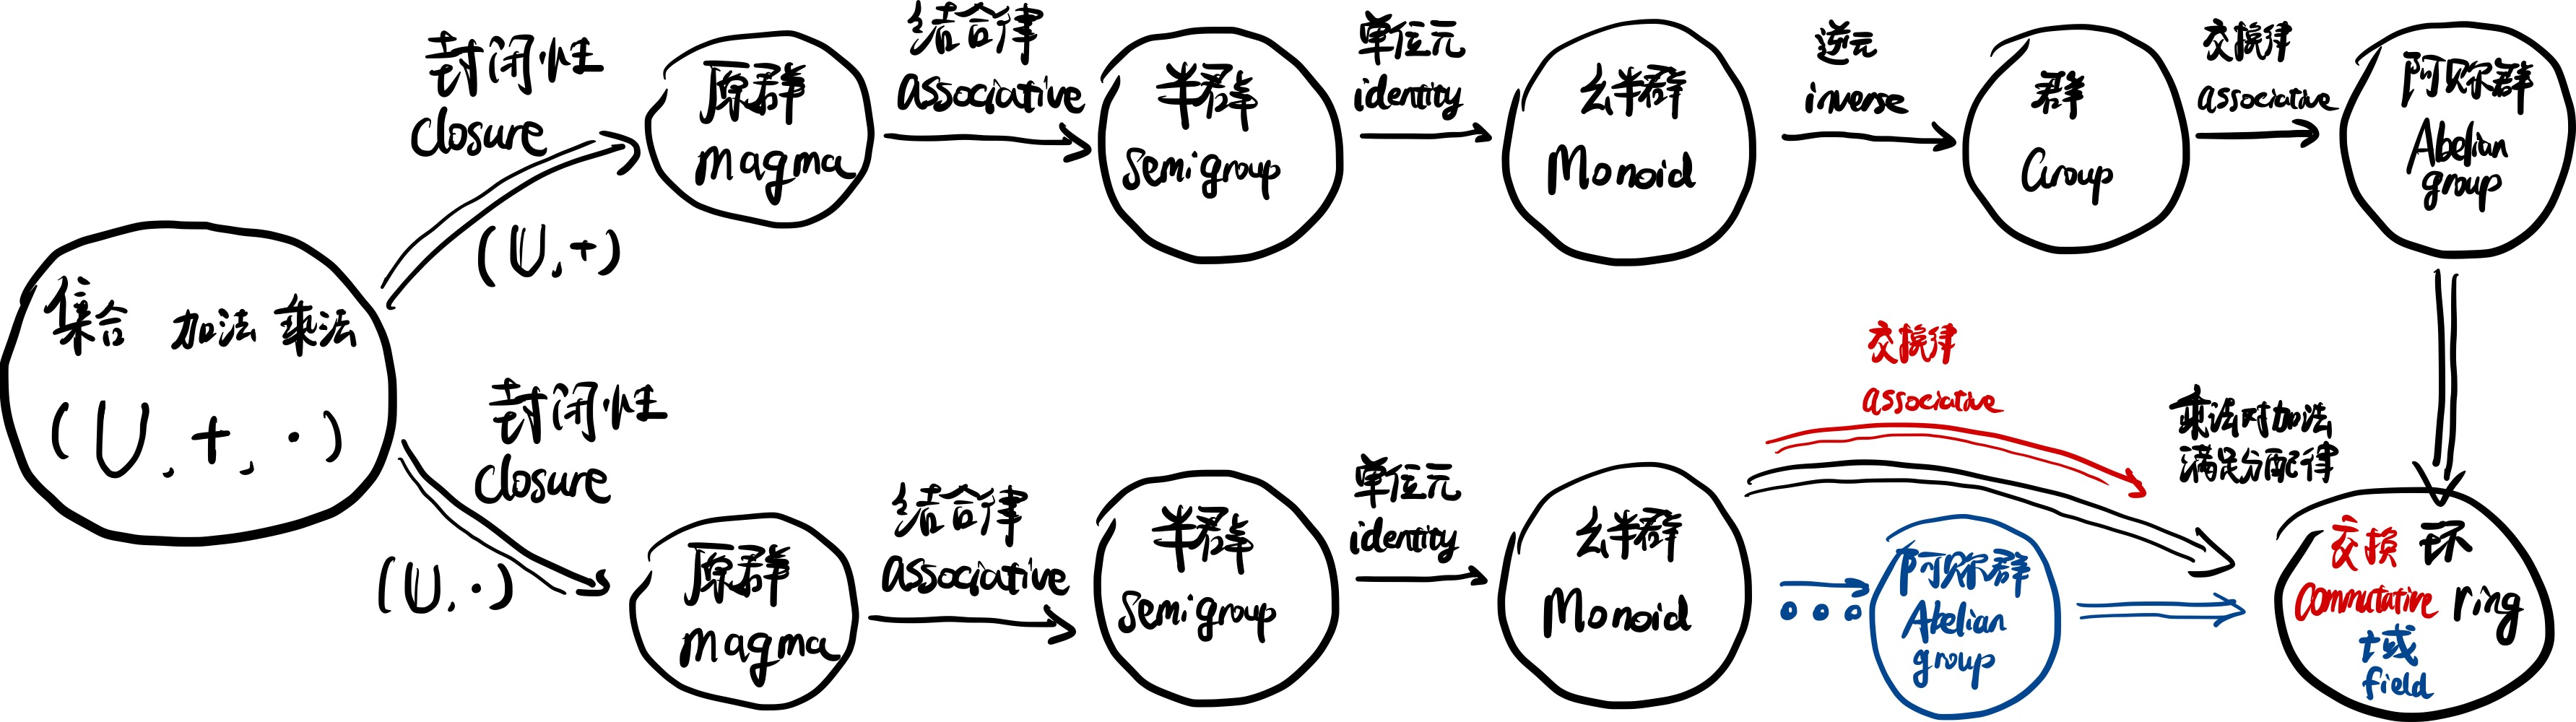 封闭性
closure
(U,+)
原群
magma
结合律
associative
半群
semigroup
单位元
identity
幺半群
Monoid
逆元
inverse
群
Group
交换律
associative
阿贝尔群
Abelian
group
集合 加法 乘法
(U,+,·)
封闭性
closure
(U,·)
原群
magma
结合律
associative
半群
semigroup
单位元
identity
幺半群
Monoid
交换律
associative
阿贝尔群
Abelian
group
乘法对加法
满足分配律
交换 环
commutative ring
域
field